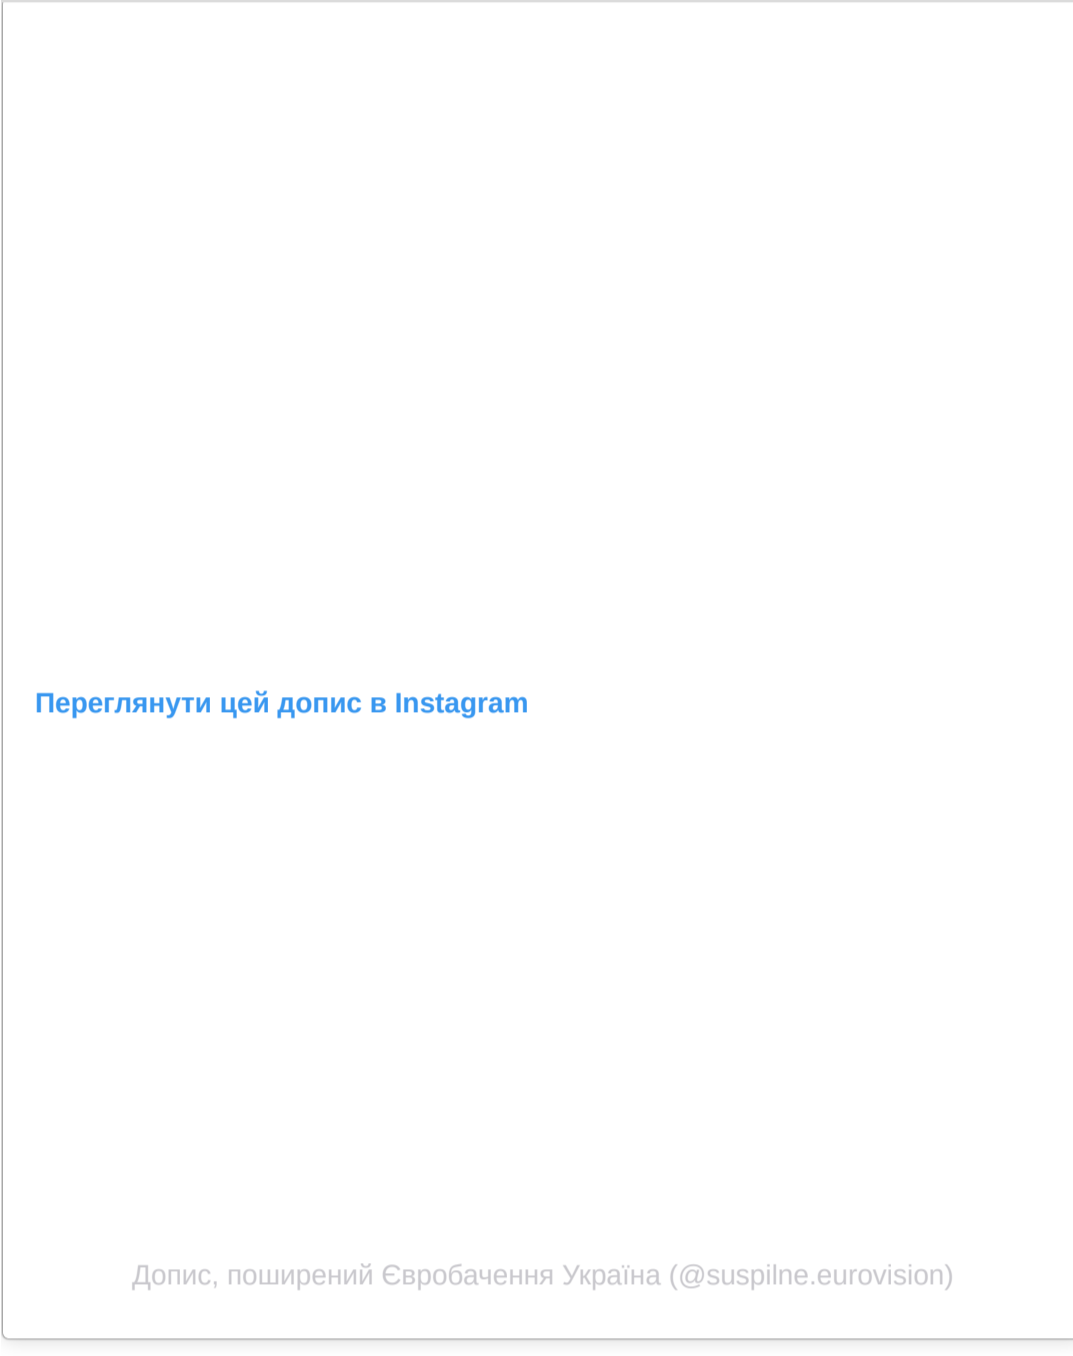 Переглянути цей допис в Instagram
Допис, поширений Євробачення Україна (@suspilne.eurovision)